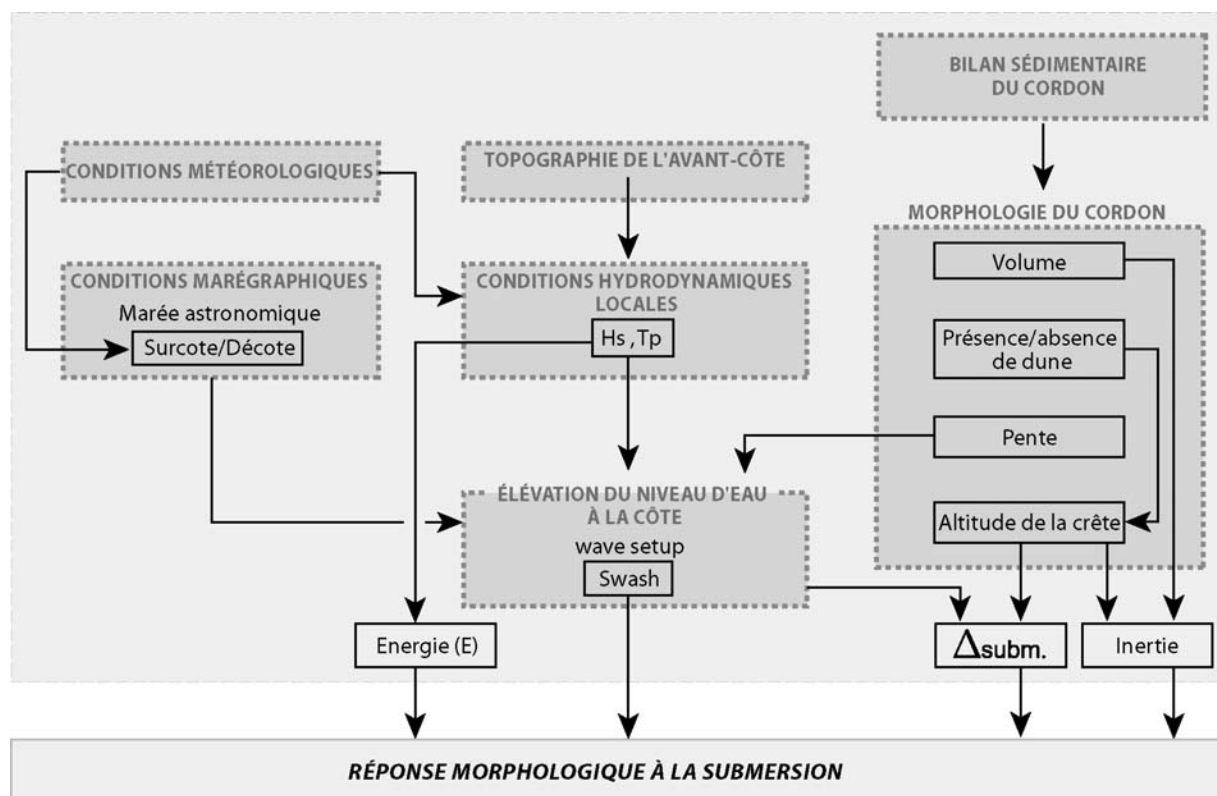 BILAN SÉDIMENTAIRE
DU CORDON
CONDITIONS MÉTÉOROLOGIQUES
TOPOGRAPHIE DE L'AVANT-CÔTE
MORPHOLOGIE DU CORDON
Volume
Présence/absence
de dune
Pente
Altitude de la crête
CONDITIONS MARÉGRAPHIQUES
Marée astronomique
Surcote/Décote
CONDITIONS HYDRODYNAMIQUES
LOCALES
Hs ,Tp
ÉLÉVATION DU NIVEAU D'EAU
À LA CÔTE
wave setup
Swash
Energie (E)
Δsubm.
Inertie
RÉPONSE MORPHOLOGIQUE À LA SUBMERSION